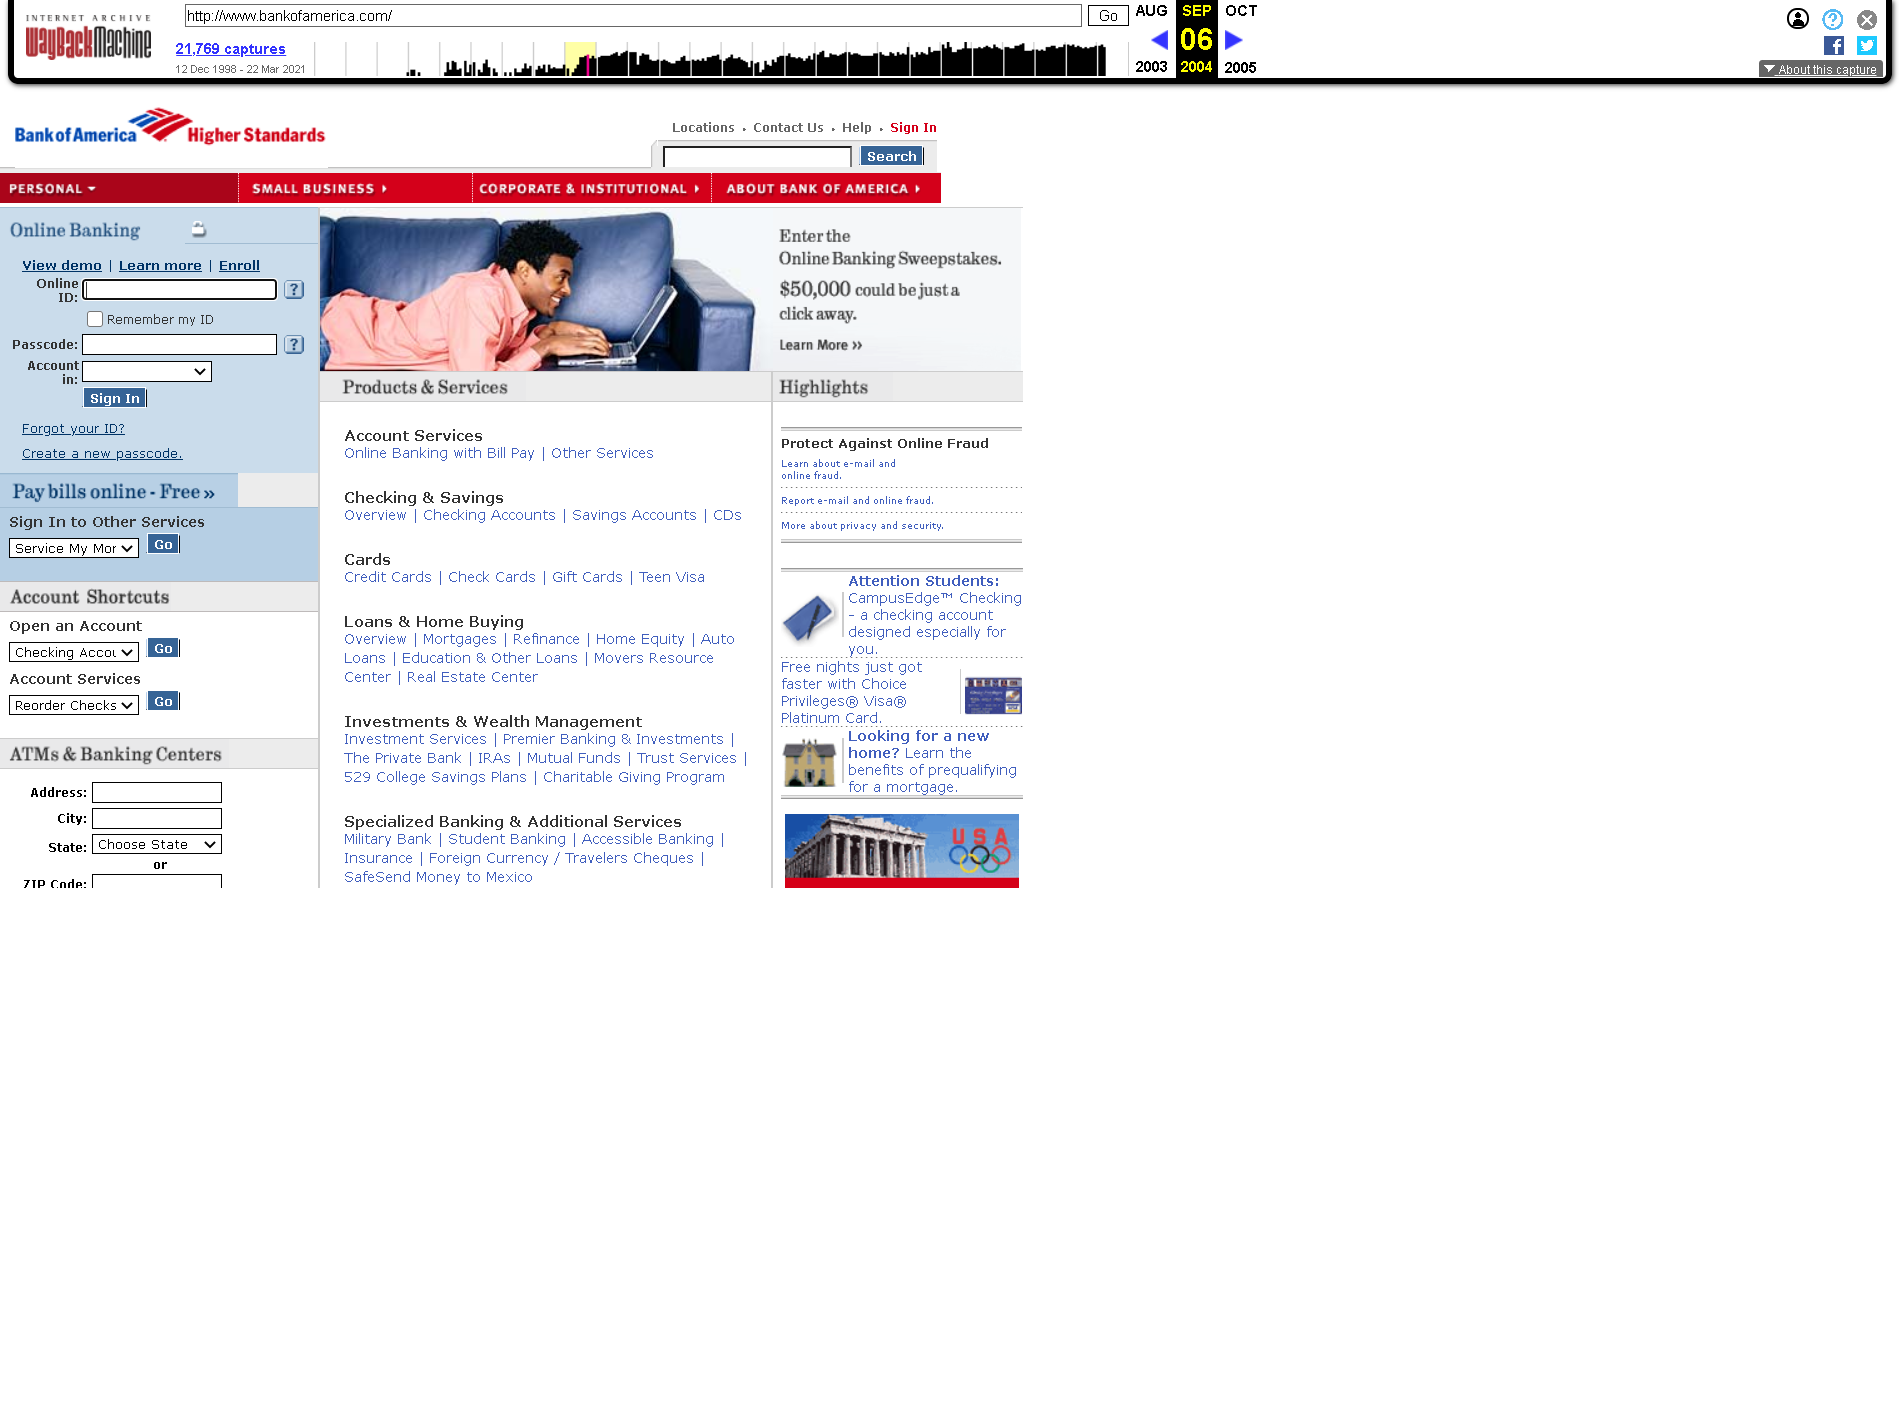 INTERNET ARCHIVE
WayBackMachine
http://www.bankofamerica.com/
Go
21,769 captures
12 Dec 1998 - 22 Mar 2021
AUG SEP OCT
06
2003 2004 2005
About this capture
Bank of America Higher Standards
Locations • Contact Us • Help • Sign In
Search
PERSONAL
SMALL BUSINESS
CORPORATE & INSTITUTIONAL
ABOUT BANK OF AMERICA
Online Banking
View demo | Learn more | Enroll
Online
ID:
?
Remember my ID
Passcode:
?
Account
in:
Sign In
Forgot your ID?
Create a new passcode.
Pay bills online - Free »
Sign In to Other Services
Service My Mor
Go
Account Shortcuts
Open an Account
Checking Accou
Go
Account Services
Reorder Checks
Go
ATMs & Banking Centers
Address:
City:
State: Choose State
or
ZIP Code:
Enter the
Online Banking Sweepstakes.
$50,000 could be just a
click away.
Learn More >>
Products & Services
Account Services
Online Banking with Bill Pay | Other Services
Checking & Savings
Overview | Checking Accounts | Savings Accounts | CDs
Cards
Credit Cards | Check Cards | Gift Cards | Teen Visa
Loans & Home Buying
Overview | Mortgages | Refinance | Home Equity | Auto
Loans | Education & Other Loans | Movers Resource
Center | Real Estate Center
Investments & Wealth Management
Investment Services | Premier Banking & Investments |
The Private Bank | IRAs | Mutual Funds | Trust Services |
529 College Savings Plans | Charitable Giving Program
Specialized Banking & Additional Services
Military Bank | Student Banking | Accessible Banking |
Insurance | Foreign Currency / Travelers Cheques |
SafeSend Money to Mexico
Highlights
Protect Against Online Fraud
Learn about e-mail and
online fraud.
Report e-mail and online fraud.
More about privacy and security.
Attention Students:
CampusEdge™ Checking
- a checking account
designed especially for
you.
Free nights just got
faster with Choice
Privileges® Visa®
Platinum Card.
Looking for a new
home? Learn the
benefits of prequalifying
for a mortgage.
USA